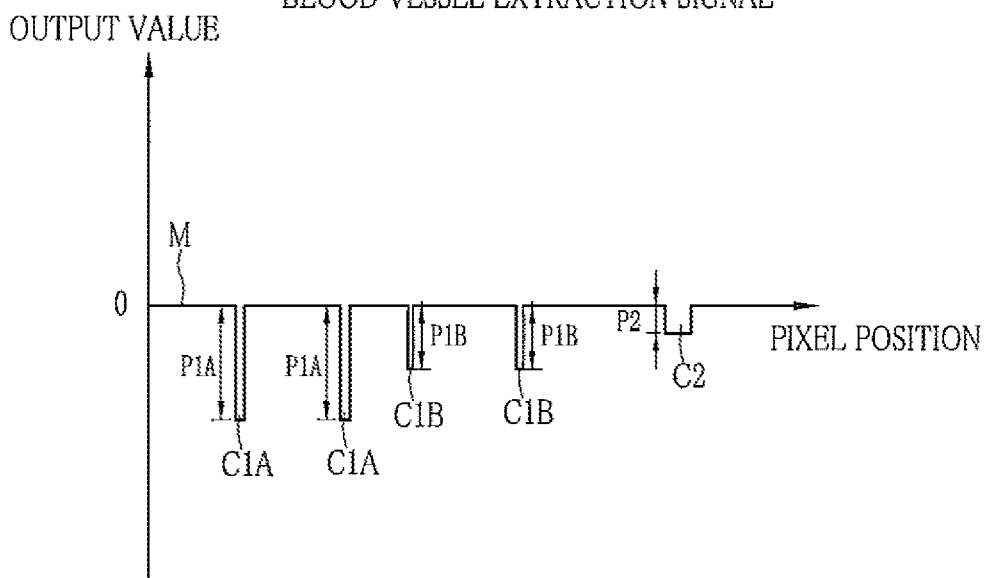 BLOOD VESSEL EXTRACTION SIGNAL
OUTPUT VALUE
M
0
P1A
P1A
P1B
P1B
P2
PIXEL POSITION
C1A
C1A
C1B
C1B
C2